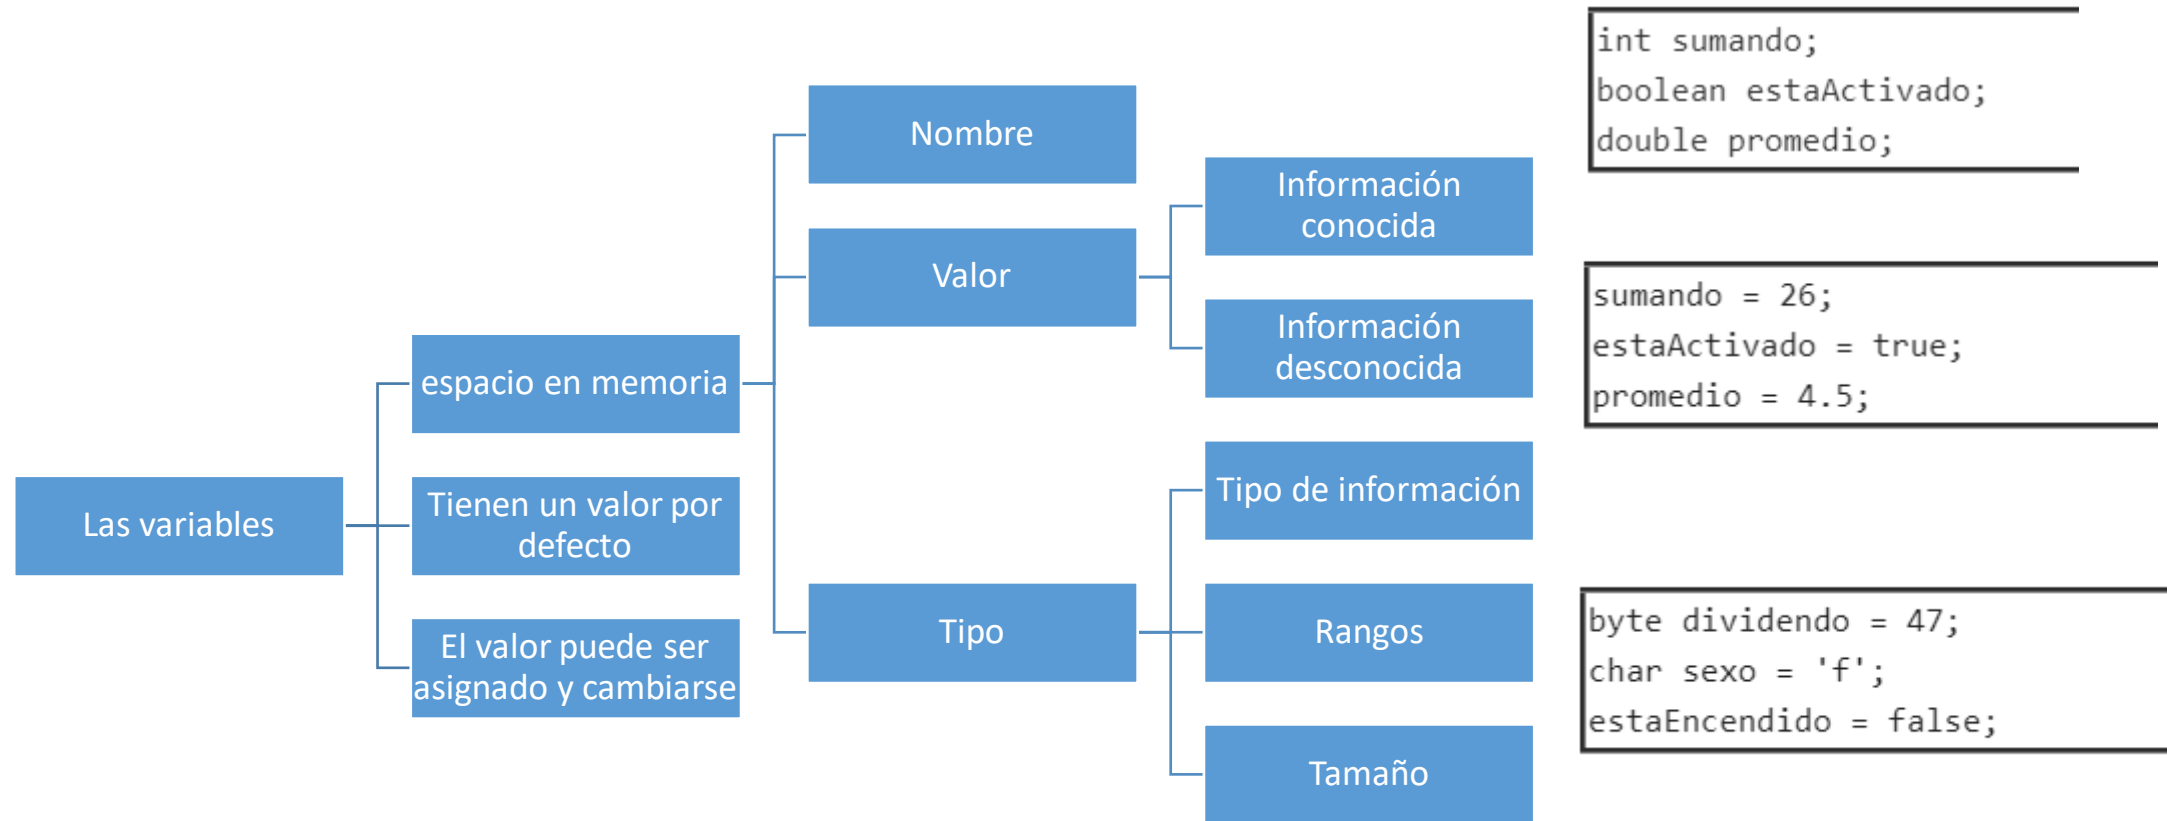 Las variables
espacio en memoria
Nombre
Valor
Información
conocida
Información
desconocida
Tipo
Tipo de información
Rangos
Tamaño
Tienen un valor por
defecto
El valor puede ser
asignado y cambiarse
int sumando;
boolean estaActivado;
double promedio;
sumando = 26;
estaActivado = true;
promedio = 4.5;
byte dividendo = 47;
char sexo = 'f';
estaEncendido = false;